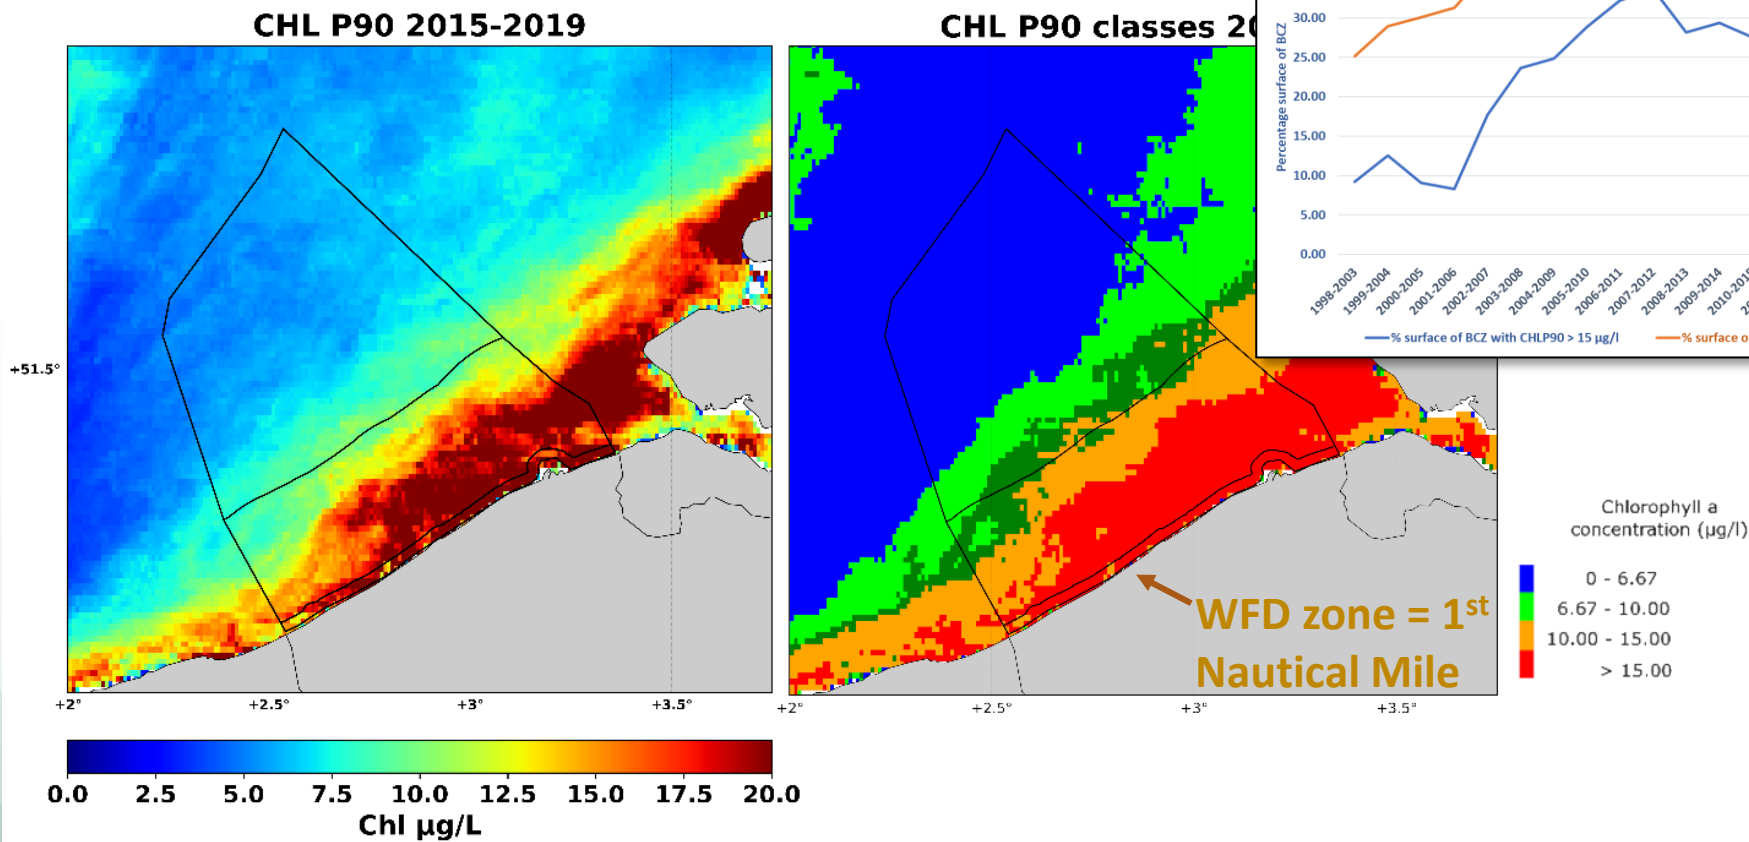 CHL P90 2015-2019
+51.5°
+2°
+2.5°
+3°
+3.5°
0.0
2.5
5.0
7.5
10.0
12.5
15.0
17.5
20.0
Chl µg/L
CHL P90 classes 20
+2°
+2.5°
+3°
+3.5°
WFD zone = 1st
Nautical Mile
Percentage surface of BCZ
30.00
25.00
20.00
15.00
10.00
5.00
0.00
1998-2003
1999-2004
2000-2005
2001-2006
2002-2007
2003-2008
2004-2009
2005-2010
2006-2011
2007-2012
2008-2013
2009-2014
% surface of BCZ with CHLP90 > 15 µg/l
% surface o
Chlorophyll a
concentration (µg/l)
0 - 6.67
6.67 - 10.00
10.00 - 15.00
> 15.00